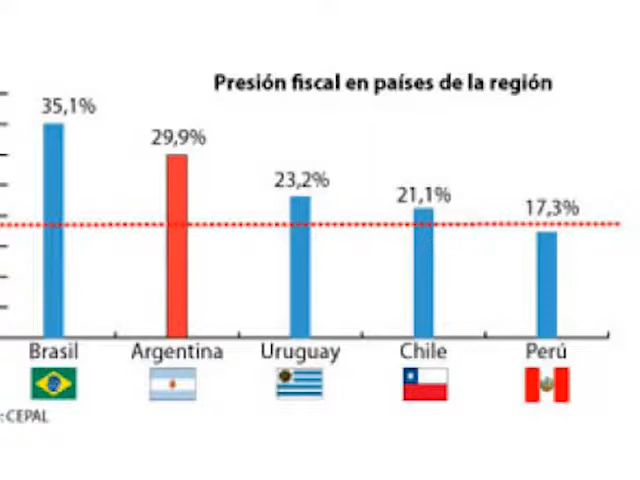 Presión fiscal en países de la región
35,1%
29,9%
23,2%
21,1%
17,3%
Brasil
Argentina
Uruguay
Chile
Perú
: CEPAL